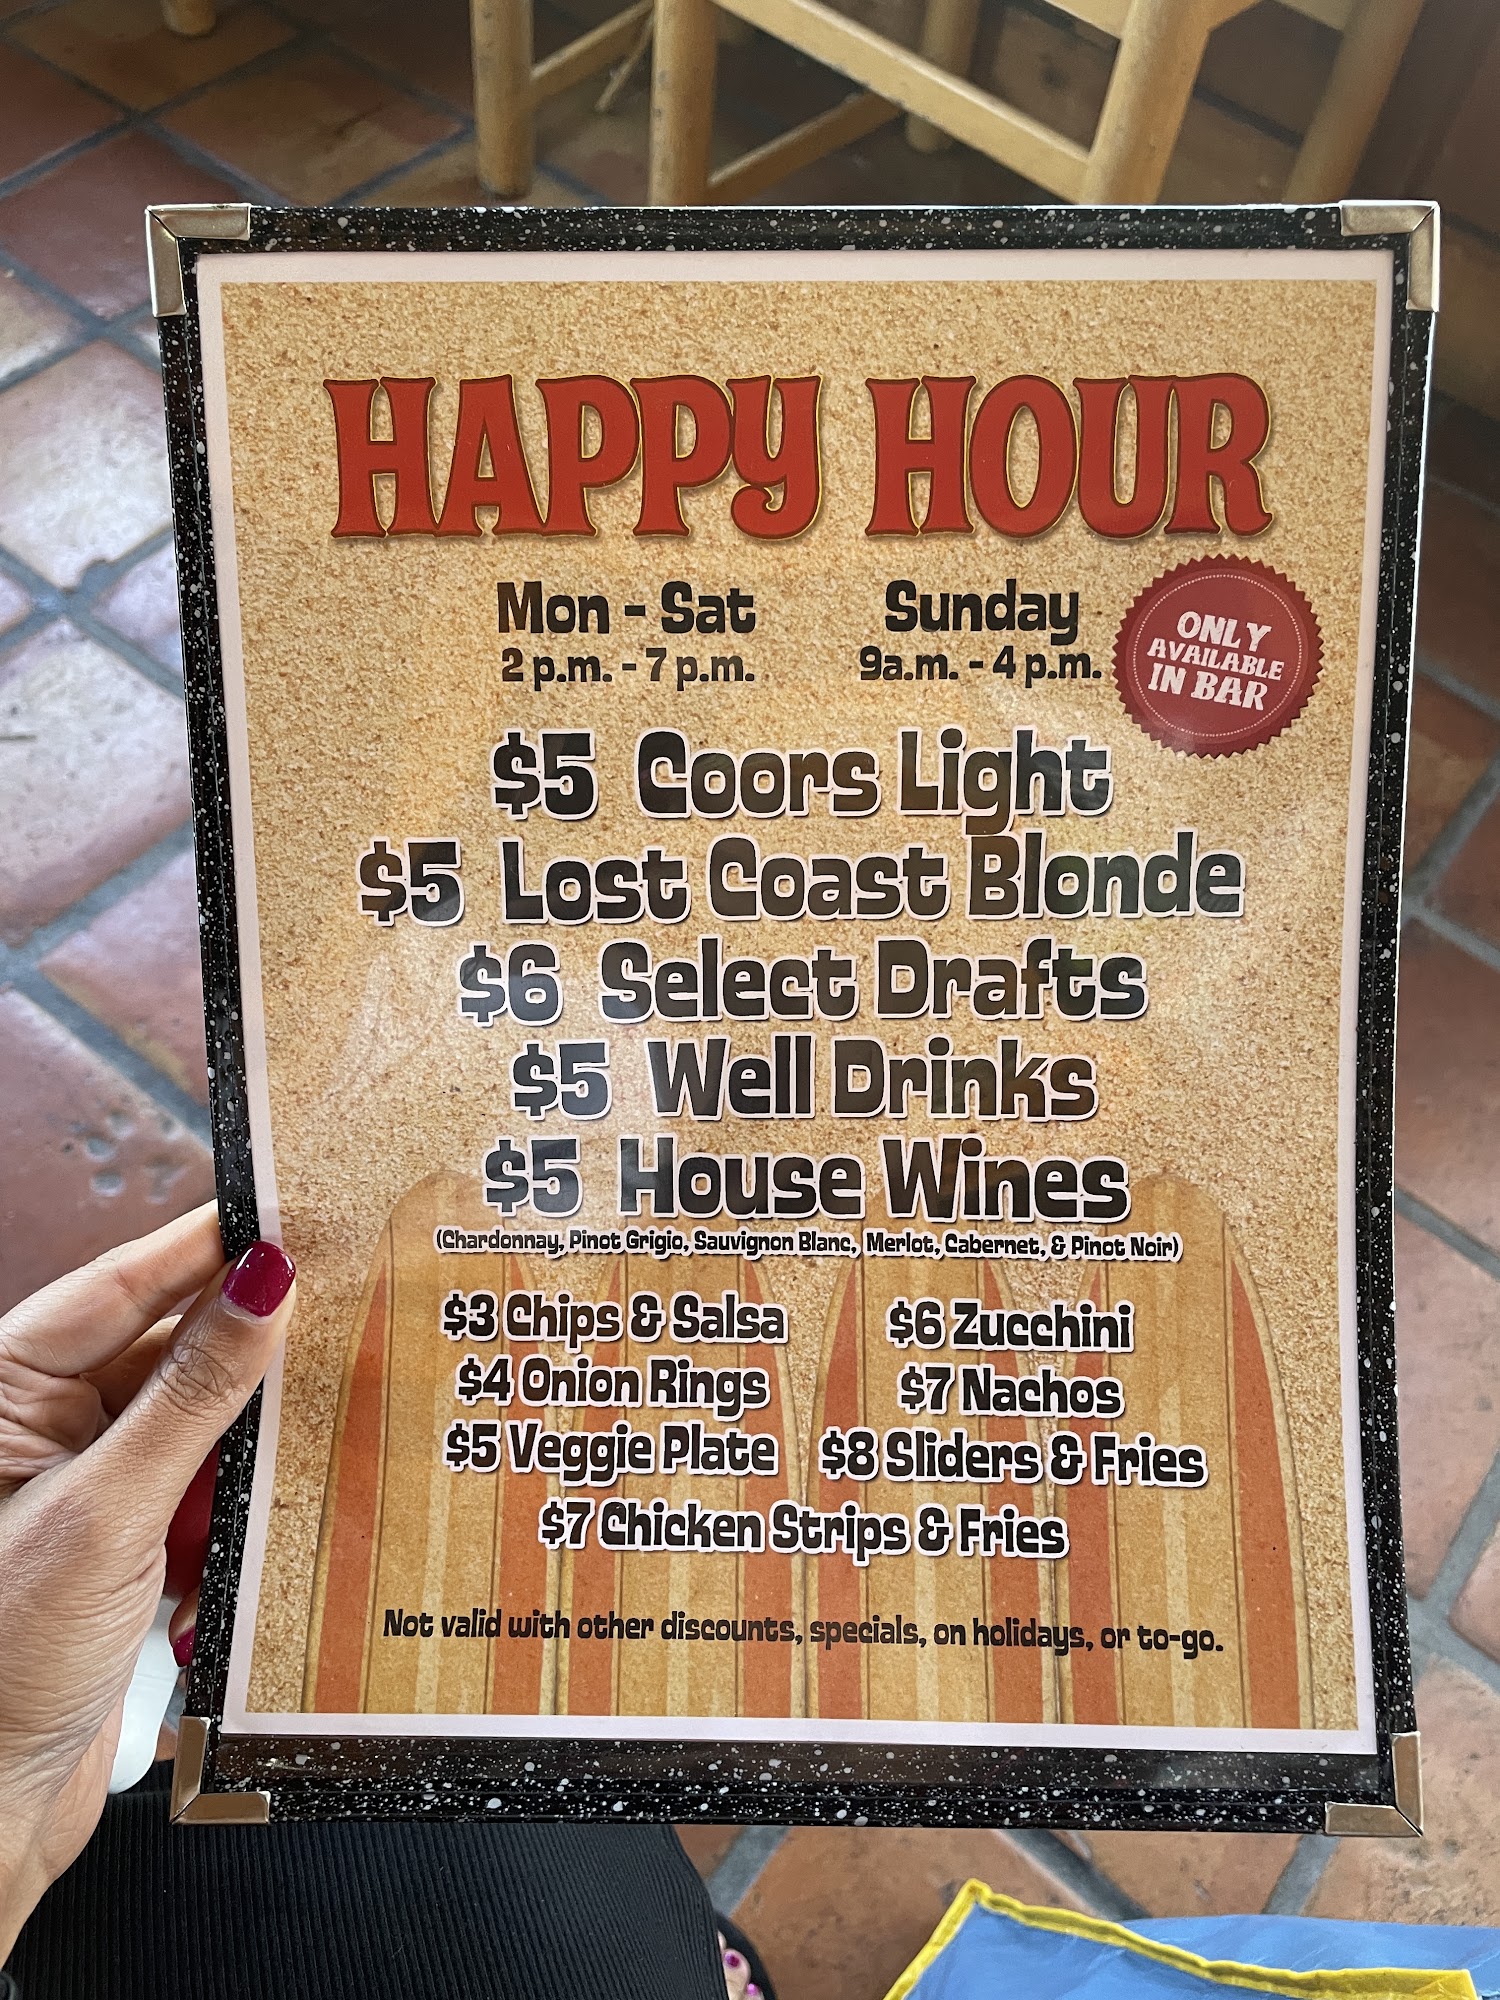 HAPPY HOUR
Mon - Sat
2 p.m. - 7 p.m.
Sunday
9a.m. - 4 p.m.
ONLY
AVAILABLE
IN BAR
$5 Coors Light
$5 Lost Coast Blonde
$6 Select Drafts
$5 Well Drinks
$5 House Wines
(Chardonnay, Pinot Grigio, Sauvignon Blanc, Merlot, Cabernet, & Pinot Noir)
$3 Chips & Salsa
$4 Onion Rings
$5 Veggie Plate
$6 Zucchini
$7 Nachos
$8 Sliders & Fries
$7 Chicken Strips & Fries
Not valid with other discounts, specials, on holidays, or to-go.